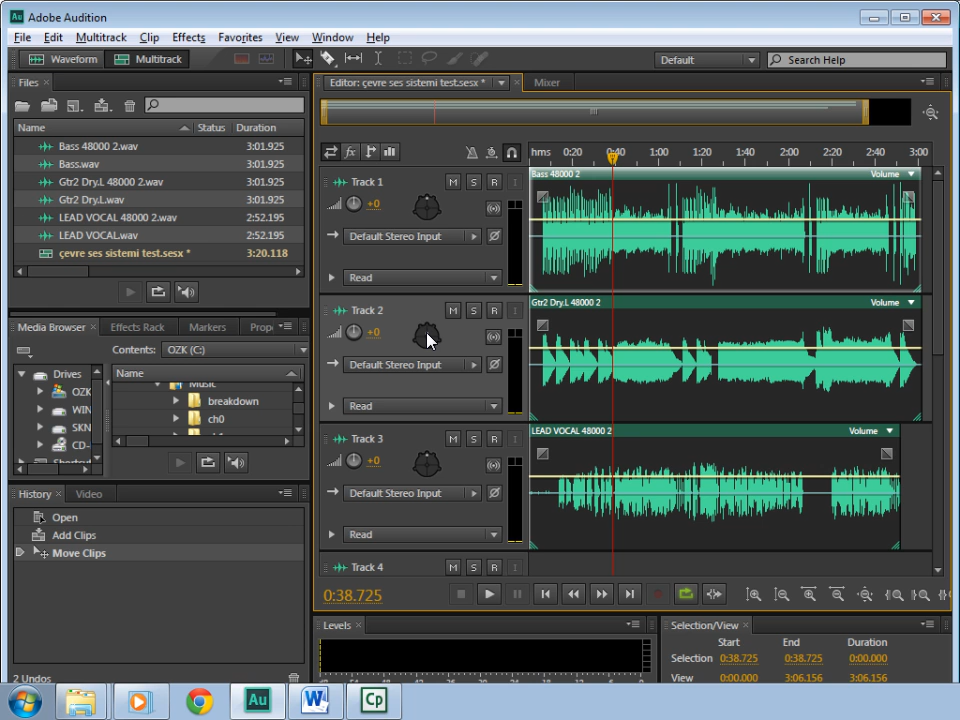 Adobe Audition
File Edit Multitrack Clip Effects Favorites View Window Help
Waveform Multitrack Default Search Help
Files × Editor: çevre ses sistemi test.sesx * × Mixer
Name Status Duration
Bass 48000 2.wav 3:01.925
Bass.wav 3:01.925
Gtr2 Dry.L 48000 2.wav 3:01.925
Gtr2 Dry.L.wav 3:01.925
LEAD VOCAL 48000 2.wav 2:52.195
LEAD VOCAL.wav 2:52.195
çevre ses sistemi test.sesx * 3:20.118
fx
hms 0:20 0:40 1:00 1:20 1:40 2:00 2:20 2:40 3:00
Track 1 M S R I
+0
Default Stereo Input
Read
Bass 48000 2 Volume
Track 2 M S R I
+0
Default Stereo Input
Read
Gtr2 Dry.L 48000 2 Volume
Track 3 M S R I
+0
Default Stereo Input
Read
LEAD VOCAL 48000 2 Volume
Track 4 M S R I
Media Browser × Effects Rack Markers Prop
Contents: OZK (C:)
Drives
OZK
WIN
SKN
CD-
Shortcut
Name
Music
breakdown
ch0
History × Video
Open
Add Clips
Move Clips
2 Undos
0:38.725
Levels ×
Selection/View ×
Start End Duration
Selection 0:38.725 0:38.725 0:00.000
View 0:00.000 3:06.156 3:06.156
Au W Cp